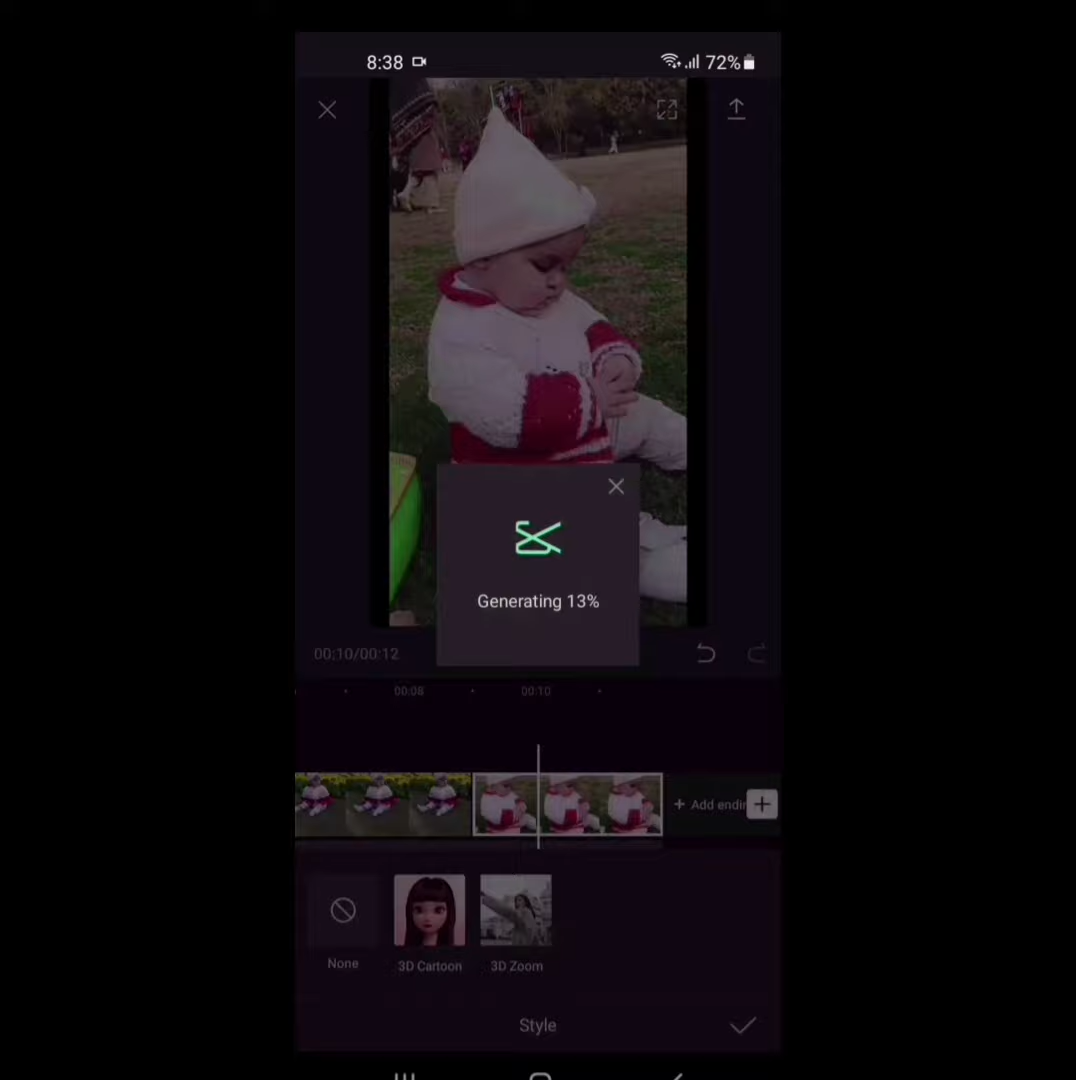 8:38 72%
Generating 13%
00:10/00:12
00:08 00:10
+ Add endin
None 3D Cartoon 3D Zoom
Style